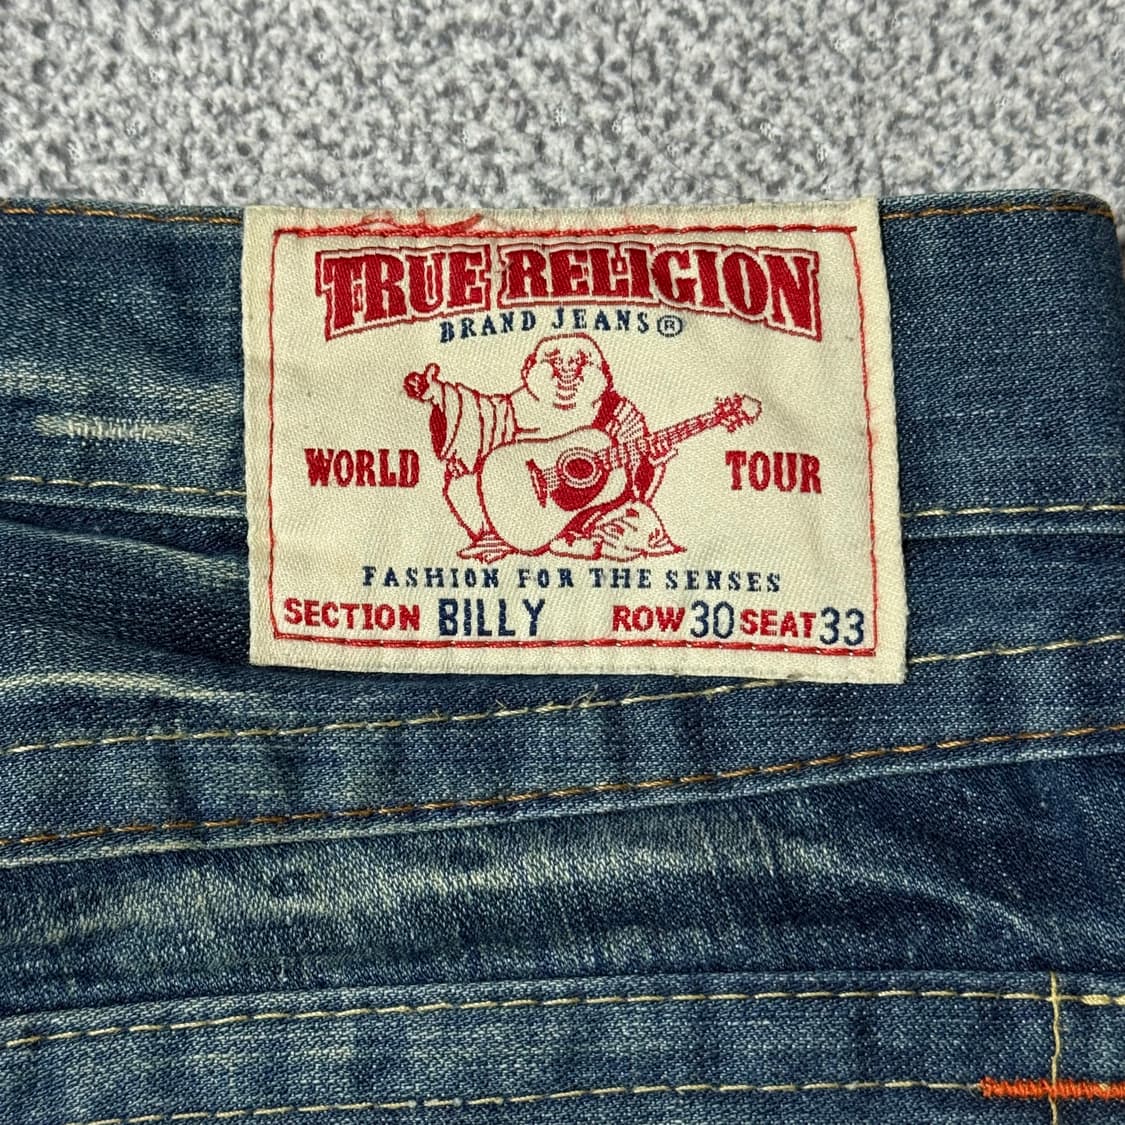 TRUE RELIGION
BRAND JEANS®
WORLD TOUR
FASHION FOR THE SENSES
SECTION BILLY ROW 30 SEAT 33